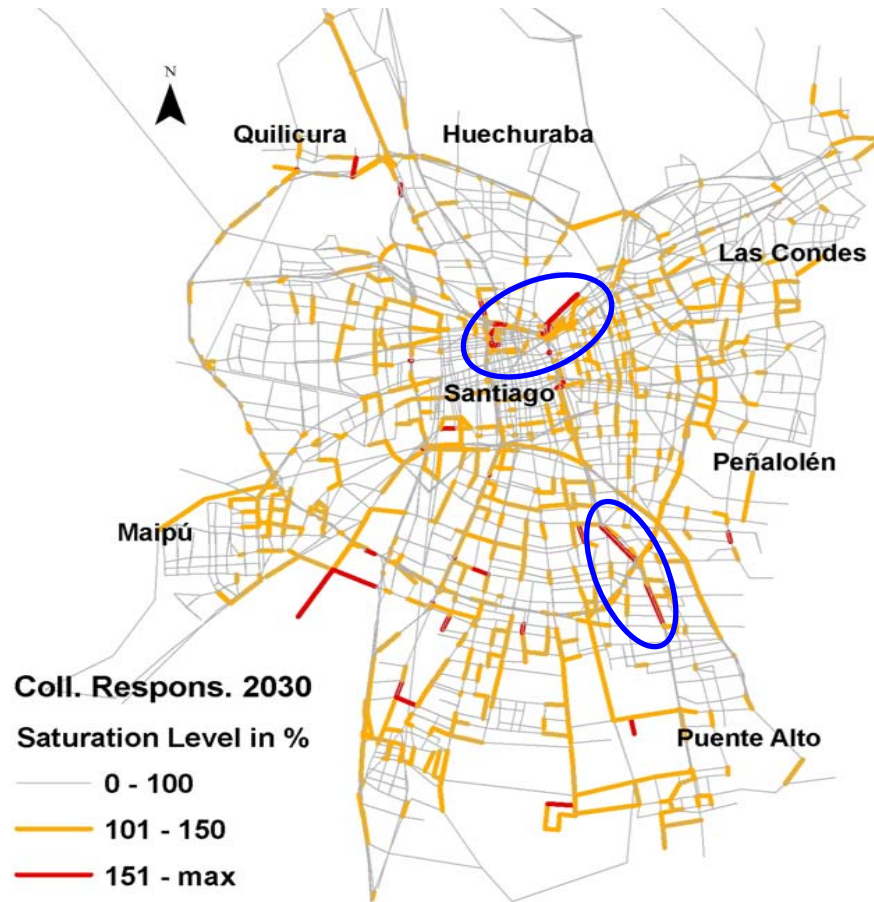 N
Quilicura
Huechuraba
Las Condes
Santiago
Peñalolén
Maipú
Puente Alto
Coll. Respons. 2030
Saturation Level in %
0 - 100
101 - 150
151 - max